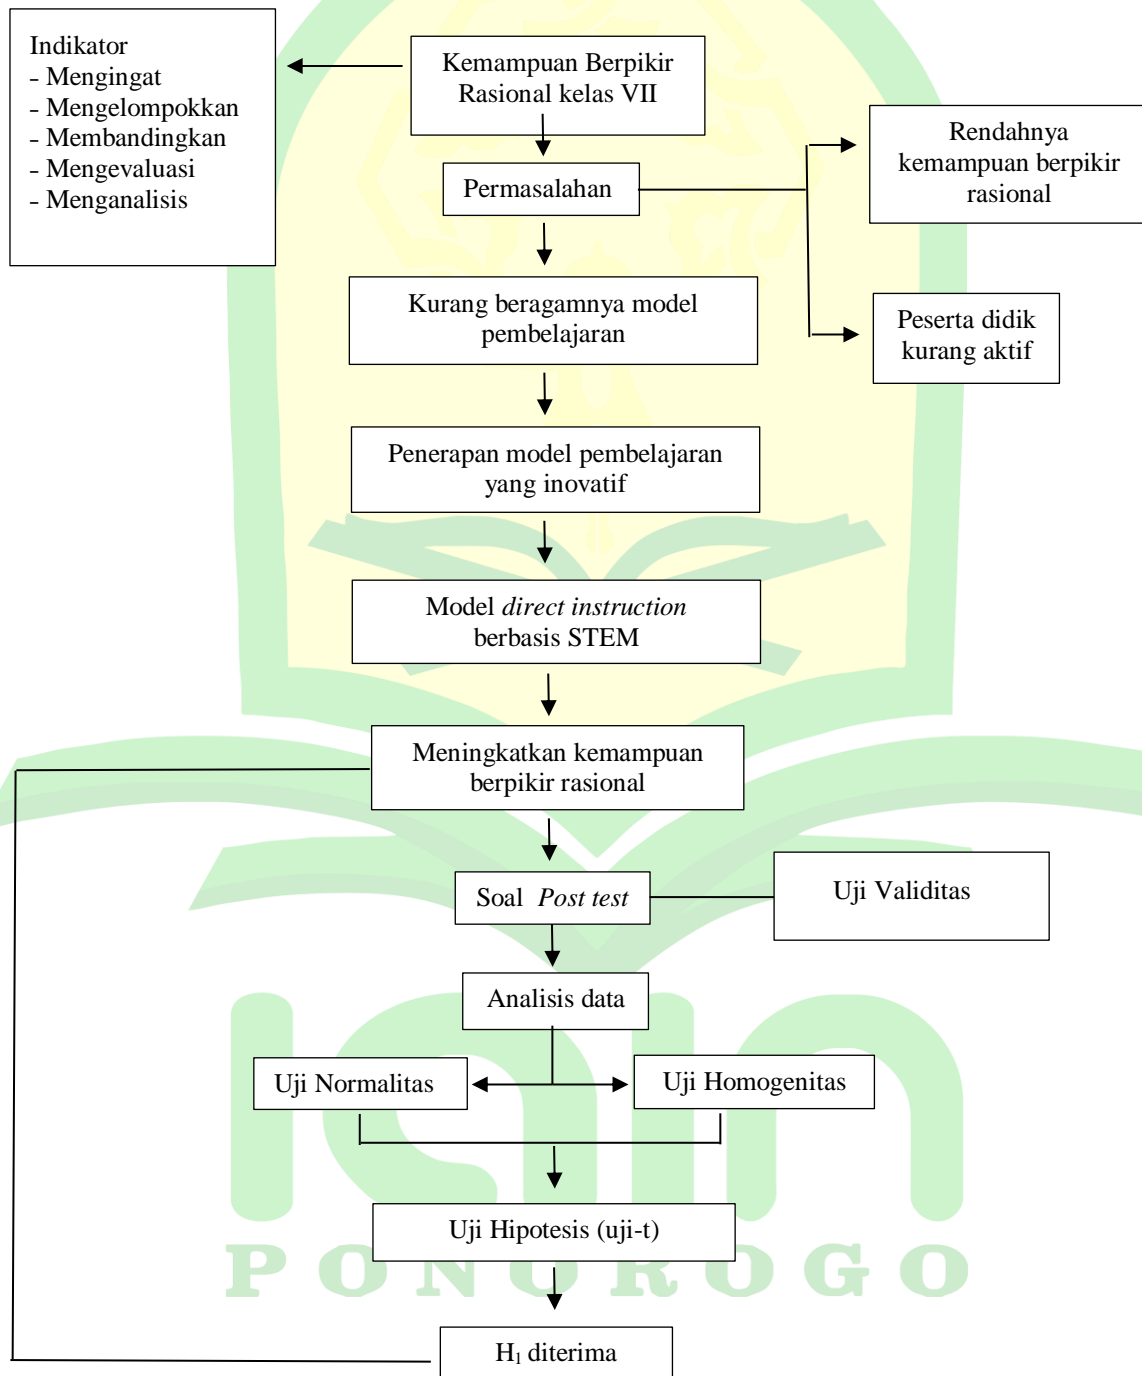 Indikator
- Mengingat
- Mengelompokkan
- Membandingkan
- Mengevaluasi
- Menganalisis
Kemampuan Berpikir
Rasional kelas VII
Rendahnya
kemampuan berpikir
rasional
Permasalahan
Kurang beragamnya model
pembelajaran
Peserta didik
kurang aktif
Penerapan model pembelajaran
yang inovatif
Model direct instruction
berbasis STEM
Meningkatkan kemampuan
berpikir rasional
Soal Post test
Uji Validitas
Analisis data
Uji Normalitas
Uji Homogenitas
Uji Hipotesis (uji-t)
H₁ diterima
iain
PONOROGO